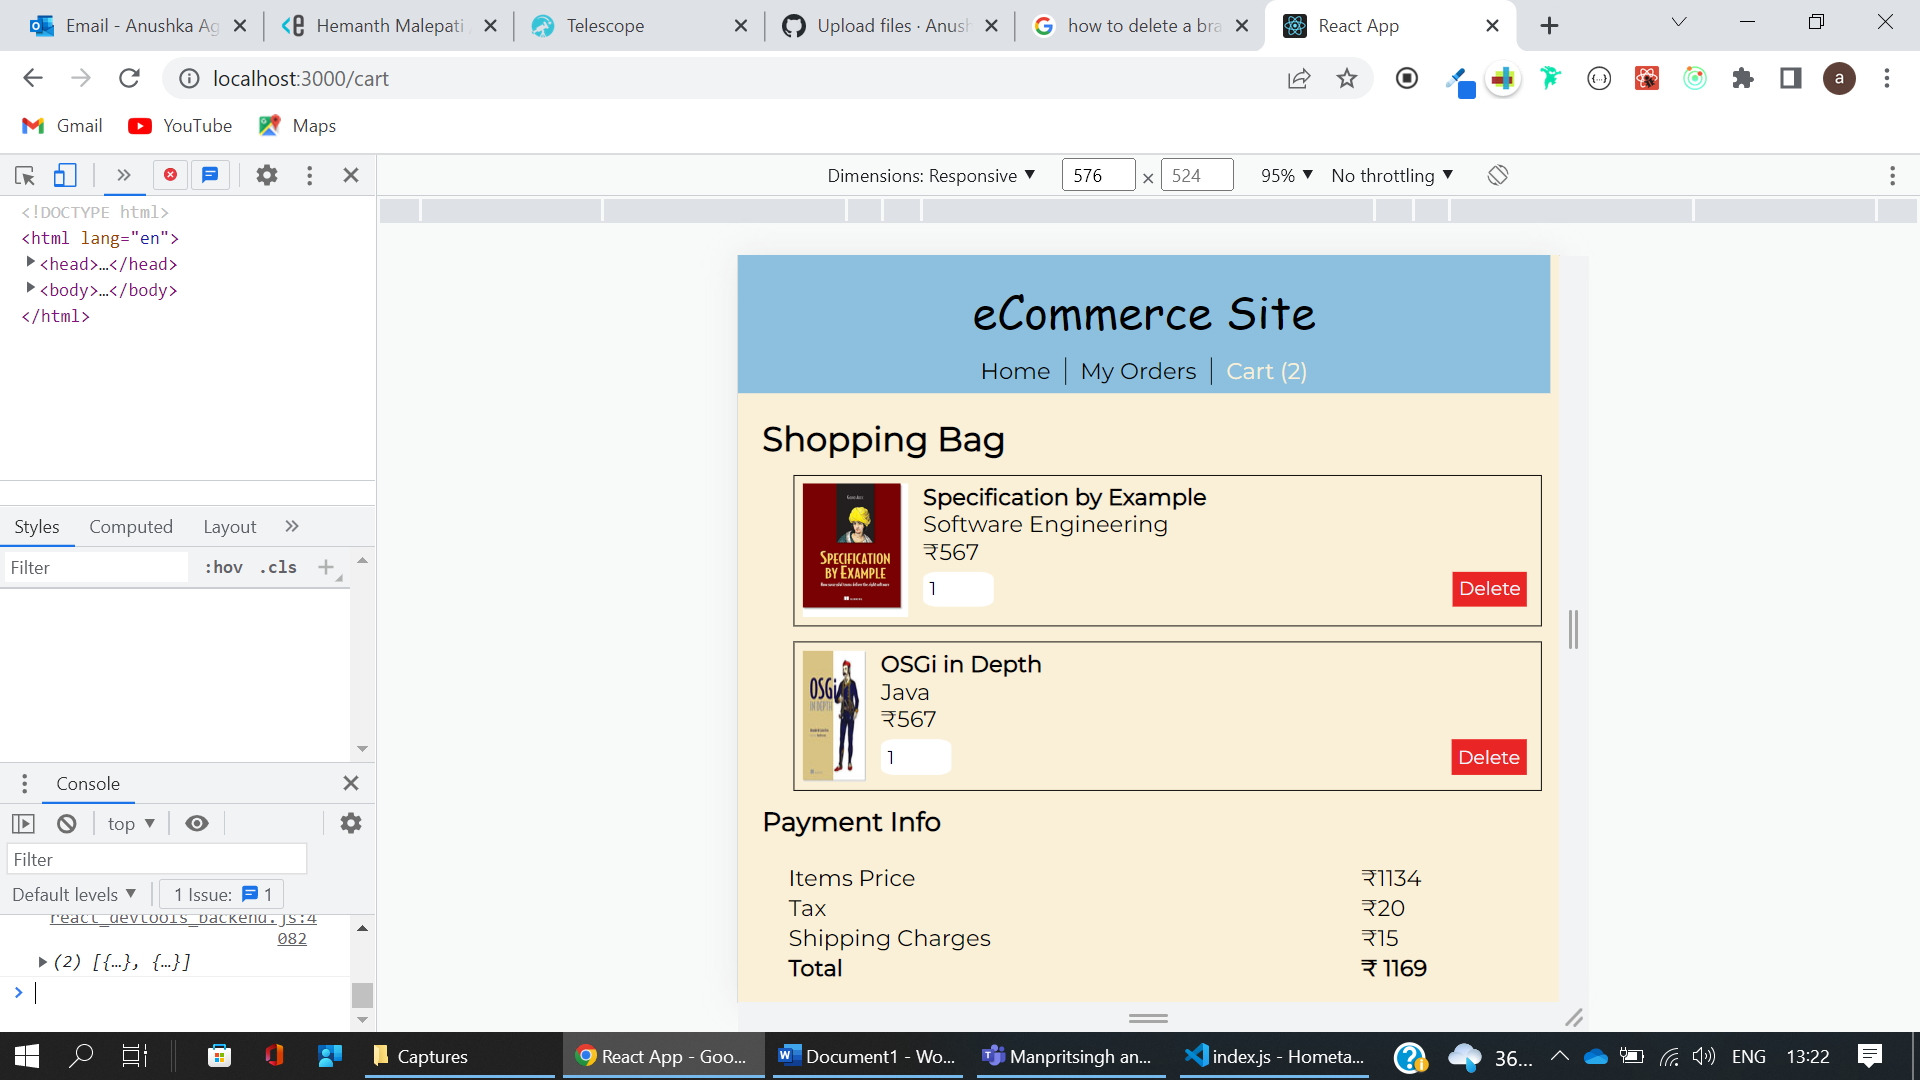 Email - Anushka Ag
Hemanth Malepati
Telescope
Upload files · Anush
how to delete a bra
React App
localhost:3000/cart
a
Gmail
YouTube
Maps
Dimensions: Responsive
576
×
524
95%
No throttling
<!DOCTYPE html>
<html lang="en">
<head>…</head>
<body>…</body>
</html>
Styles
Computed
Layout
Filter
:hov
.cls
Console
top
Filter
Default levels
1 Issue:
1
react_devtools_backend.js:4
082
(2) [{…}, {…}]
eCommerce Site
Home
My Orders
Cart (2)
Shopping Bag
SPECIFICATION
BY EXAMPLE
Specification by Example
Software Engineering
₹567
1
Delete
OSGi
IN DEPTH
OSGi in Depth
Java
₹567
1
Delete
Payment Info
Items Price ₹1134
Tax ₹20
Shipping Charges ₹15
Total ₹ 1169
Captures
React App - Goo...
Document1 - Wo...
Manpritsingh an...
index.js - Hometa...
36...
ENG
13:22